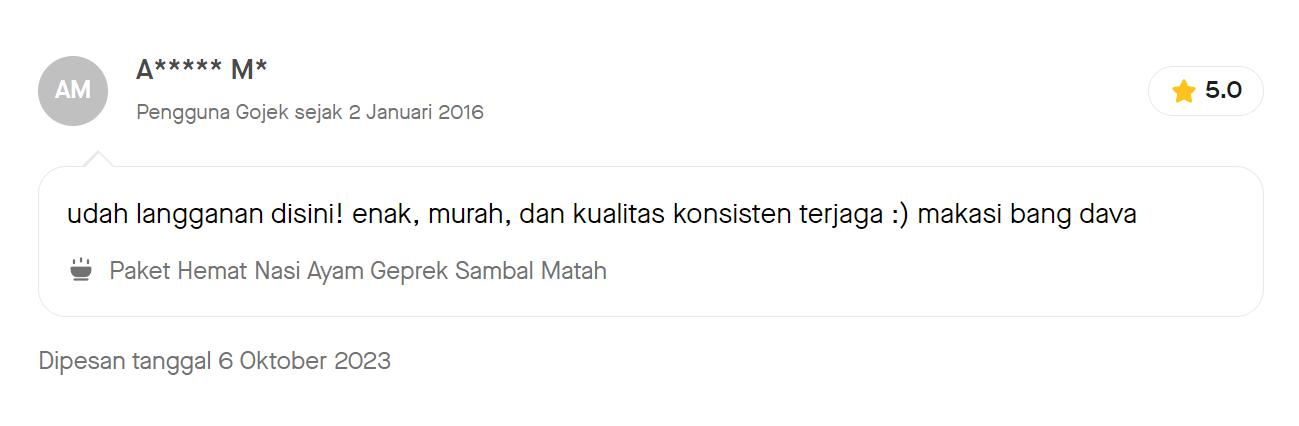 AM
A***** M*
Pengguna Gojek sejak 2 Januari 2016
5.0
udah langganan disini! enak, murah, dan kualitas konsisten terjaga :) makasi bang dava
Paket Hemat Nasi Ayam Geprek Sambal Matah
Dipesan tanggal 6 Oktober 2023